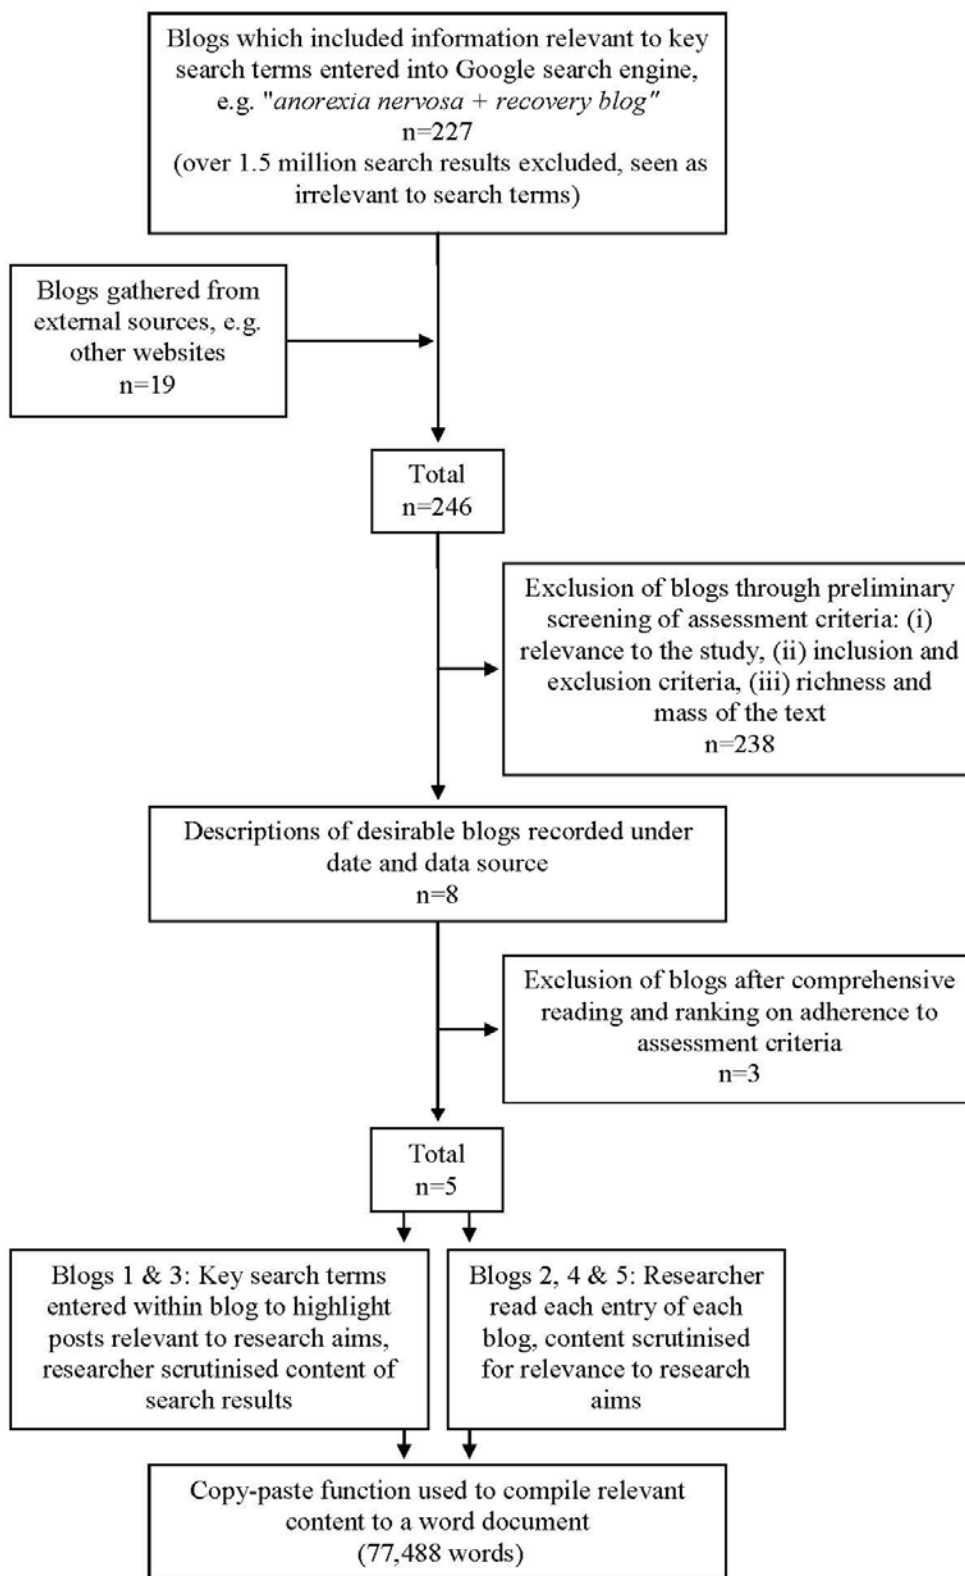 Blogs which included information relevant to key
search terms entered into Google search engine,
e.g. "anorexia nervosa + recovery blog"
n=227
(over 1.5 million search results excluded, seen as
irrelevant to search terms)
Blogs gathered from
external sources, e.g.
other websites
n=19
Total
n=246
Exclusion of blogs through preliminary
screening of assessment criteria: (i)
relevance to the study, (ii) inclusion and
exclusion criteria, (iii) richness and
mass of the text
n=238
Descriptions of desirable blogs recorded under
date and data source
n=8
Exclusion of blogs after comprehensive
reading and ranking on adherence to
assessment criteria
n=3
Total
n=5
Blogs 1 & 3: Key search terms
entered within blog to highlight
posts relevant to research aims,
researcher scrutinised content of
search results
Blogs 2, 4 & 5: Researcher
read each entry of each
blog, content scrutinised
for relevance to research
aims
Copy-paste function used to compile relevant
content to a word document
(77,488 words)